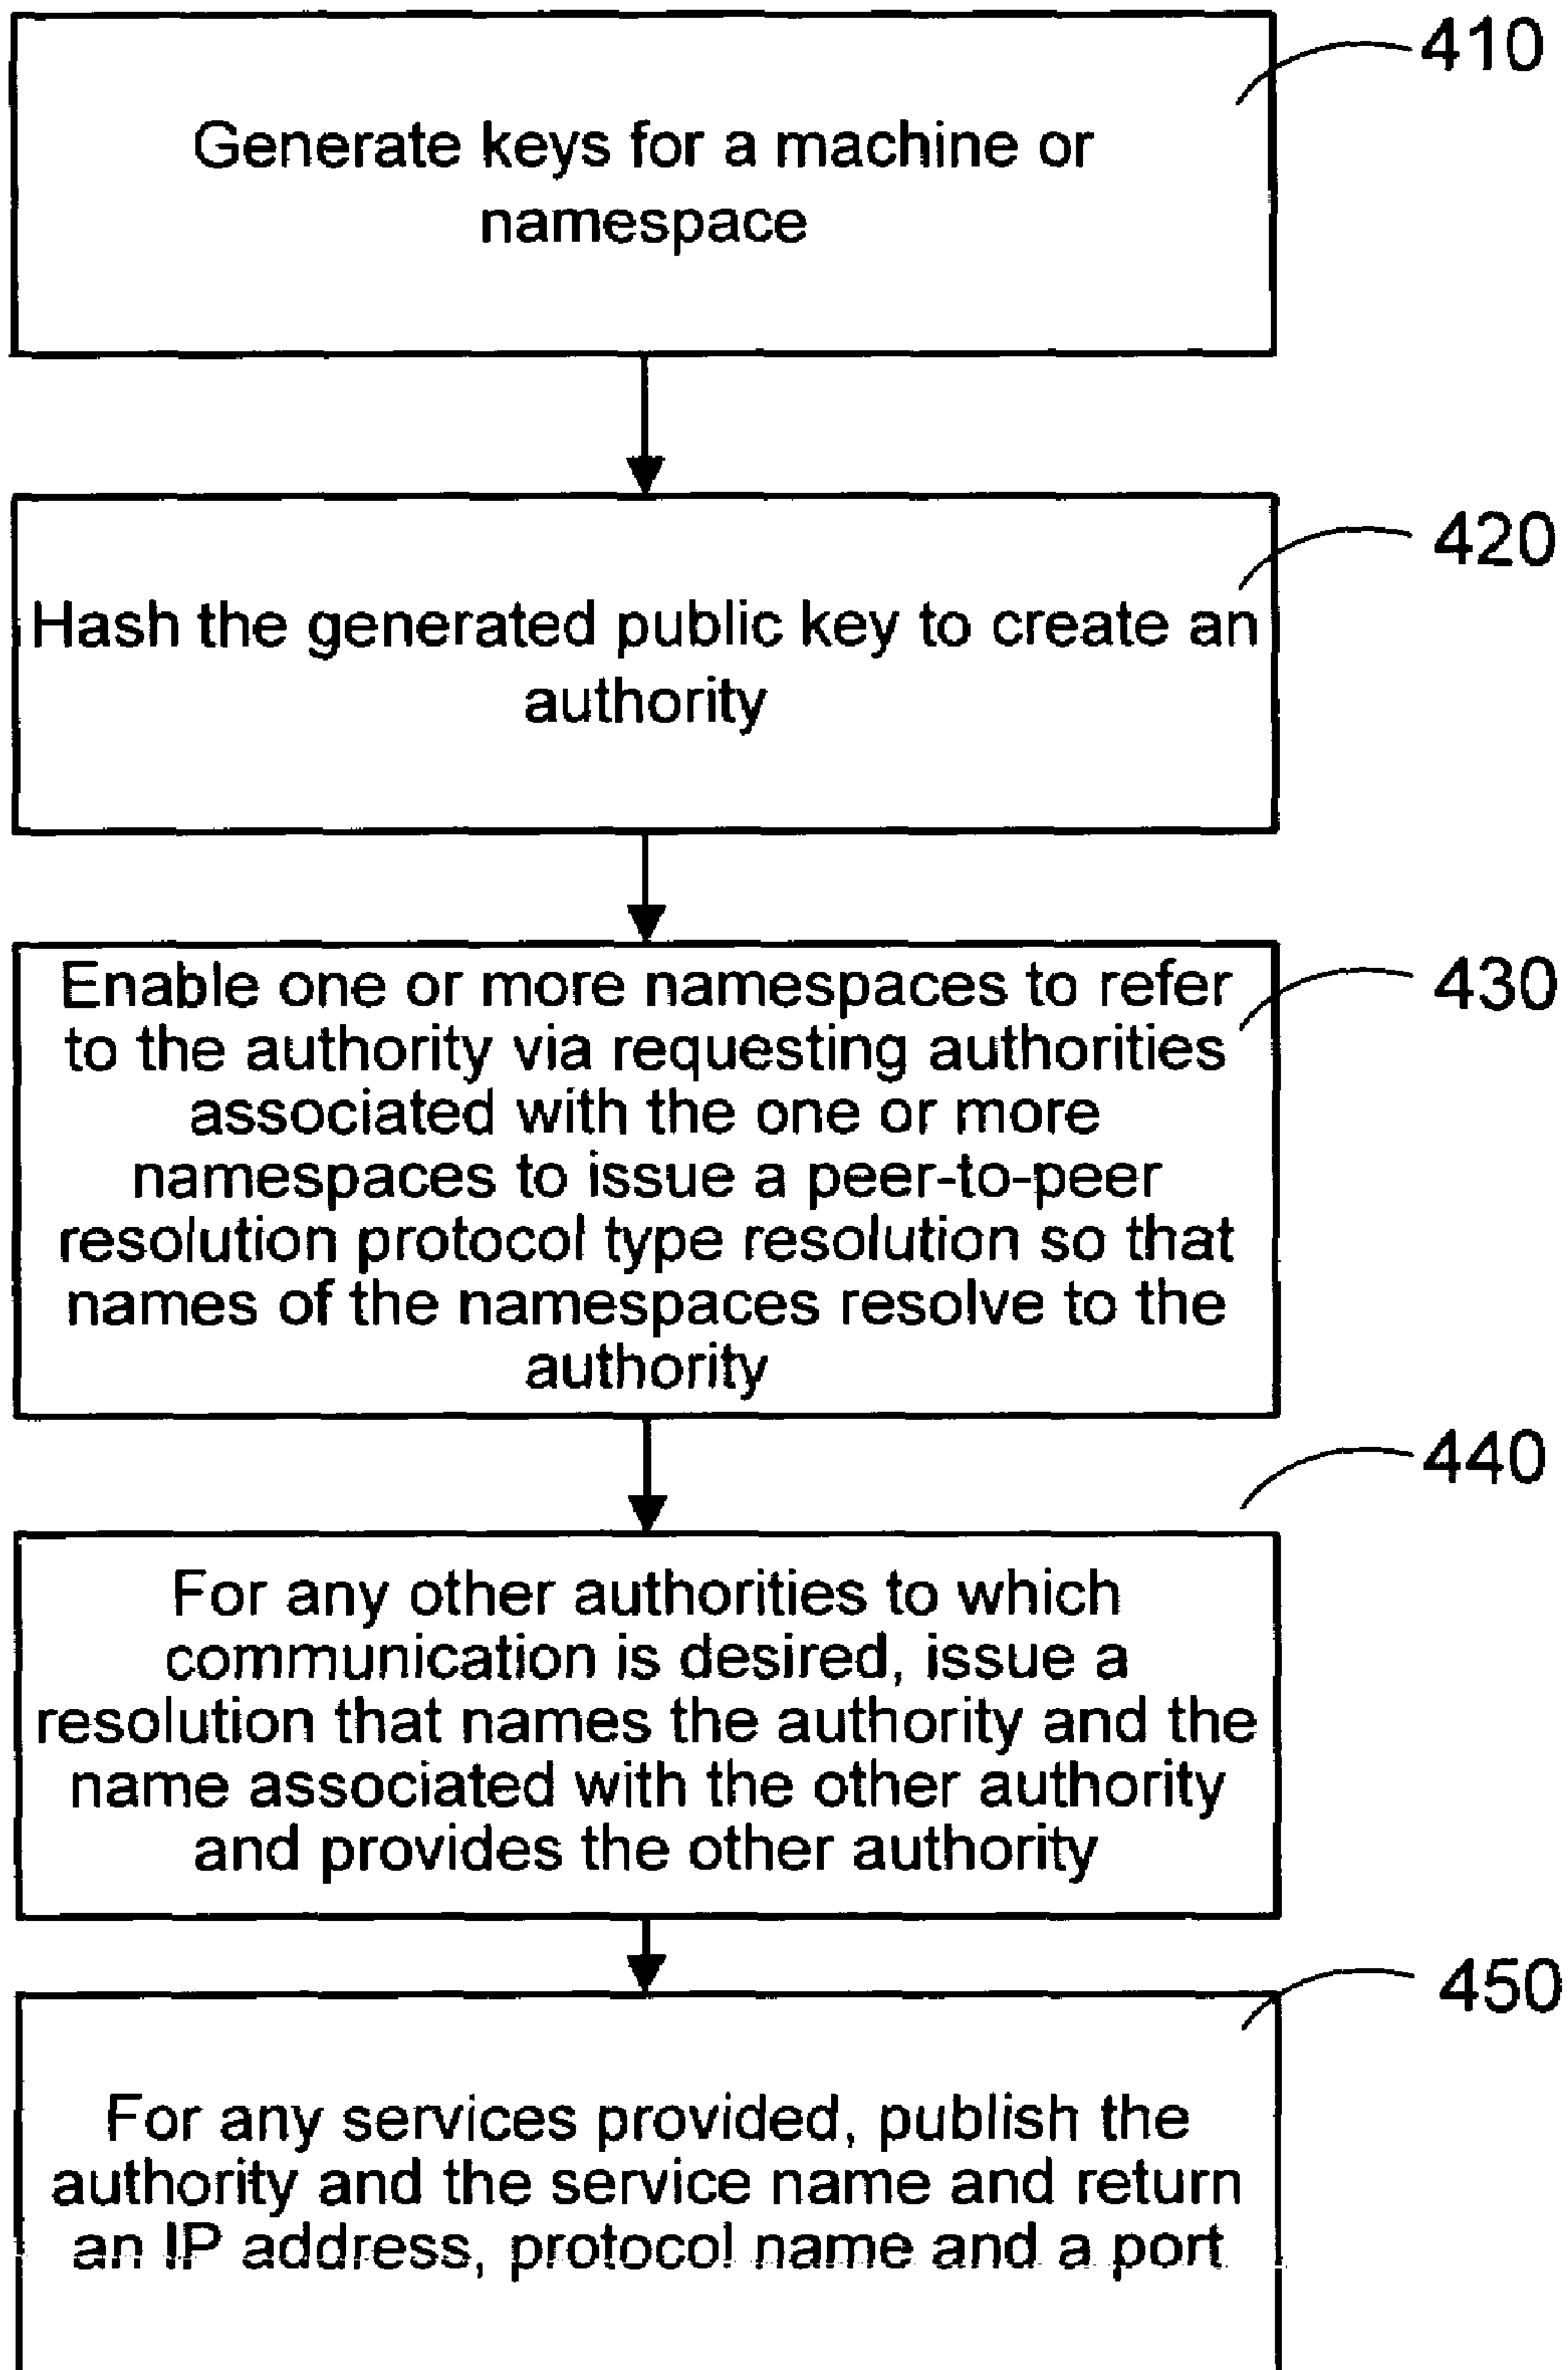 410
Generate keys for a machine or
namespace
420
Hash the generated public key to create an
authority
430
Enable one or more namespaces to refer
to the authority via requesting authorities
associated with the one or more
namespaces to issue a peer-to-peer
resolution protocol type resolution so that
names of the namespaces resolve to the
authority
440
For any other authorities to which
communication is desired, issue a
resolution that names the authority and the
name associated with the other authority
and provides the other authority
450
For any services provided, publish the
authority and the service name and return
an IP address, protocol name and a port